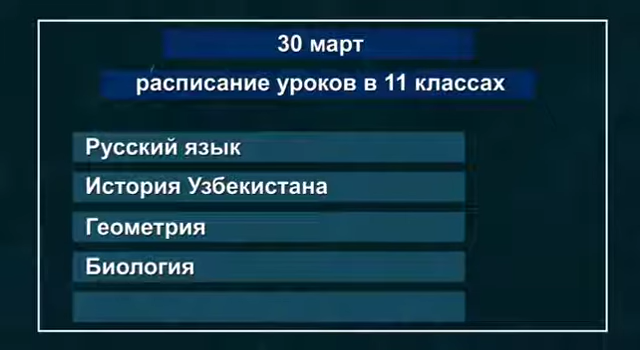 30 март
расписание уроков в 11 классах
Русский язык
История Узбекистана
Геометрия
Биология